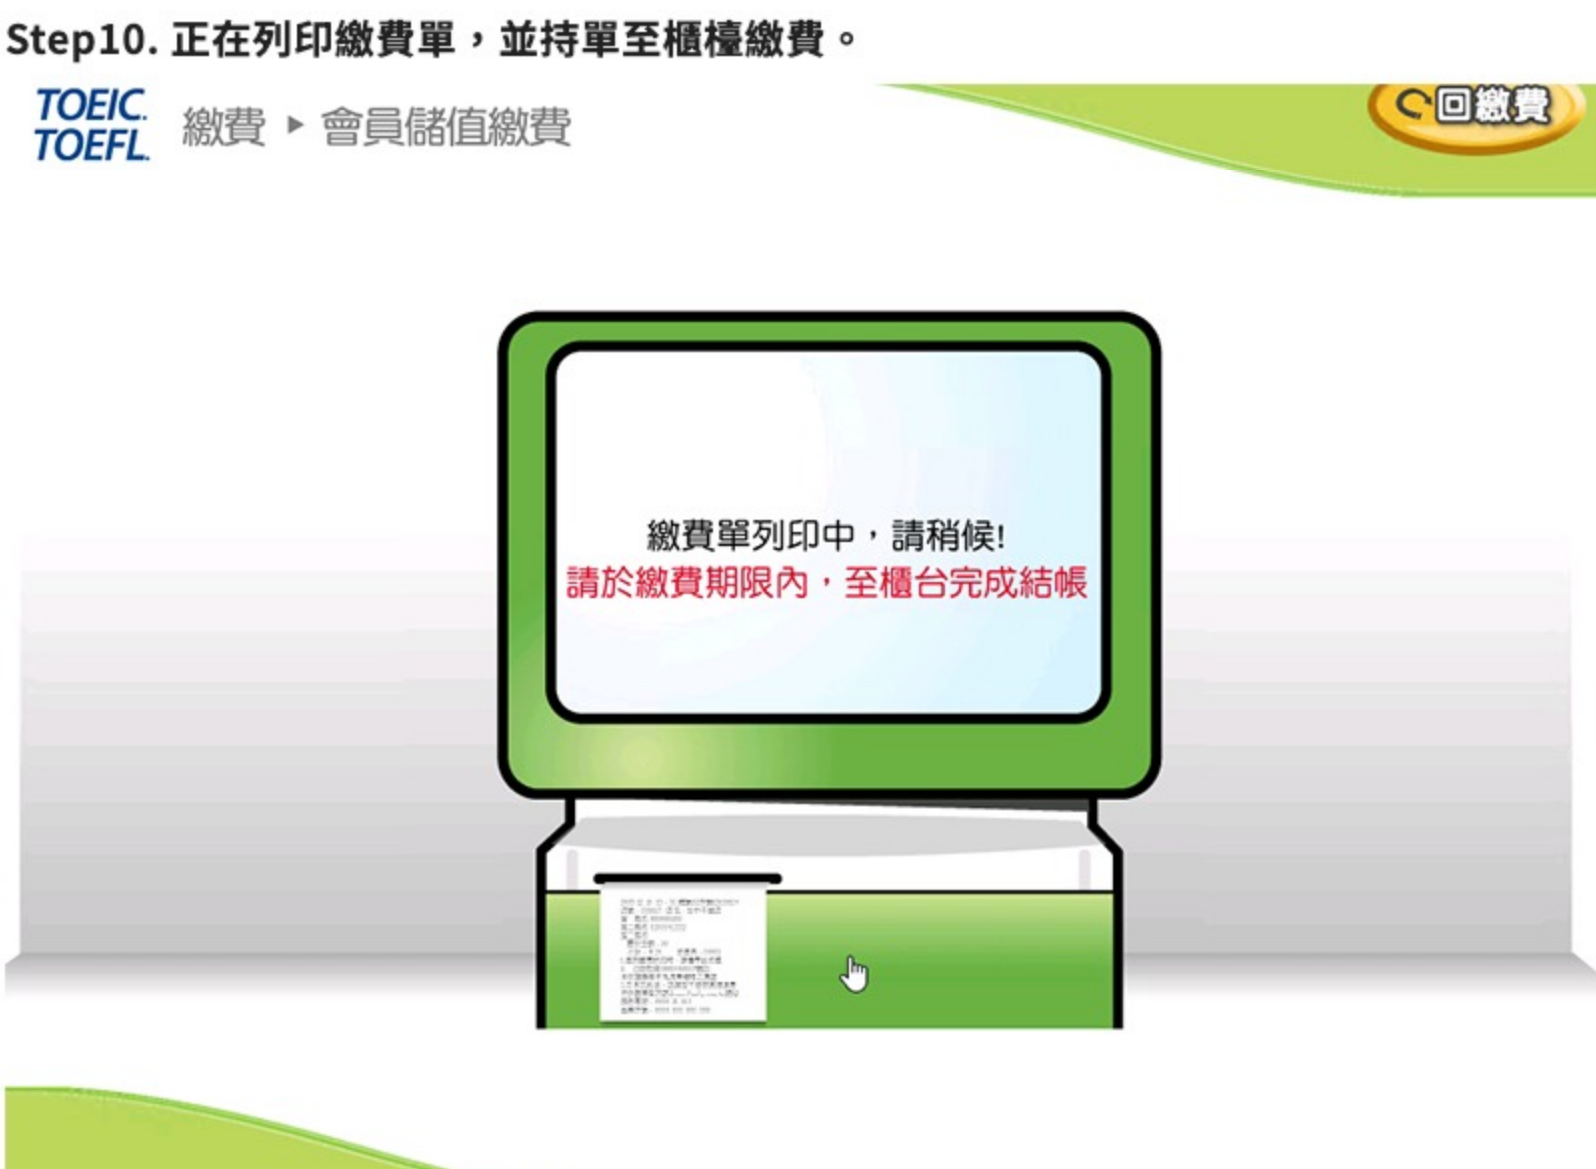 Step10. 正在列印繳費單，並持單至櫃檯繳費。
TOEIC.
TOEFL.
繳費 ▸ 會員儲值繳費
回繳費
繳費單列印中，請稍候!
請於繳費期限內，至櫃台完成結帳